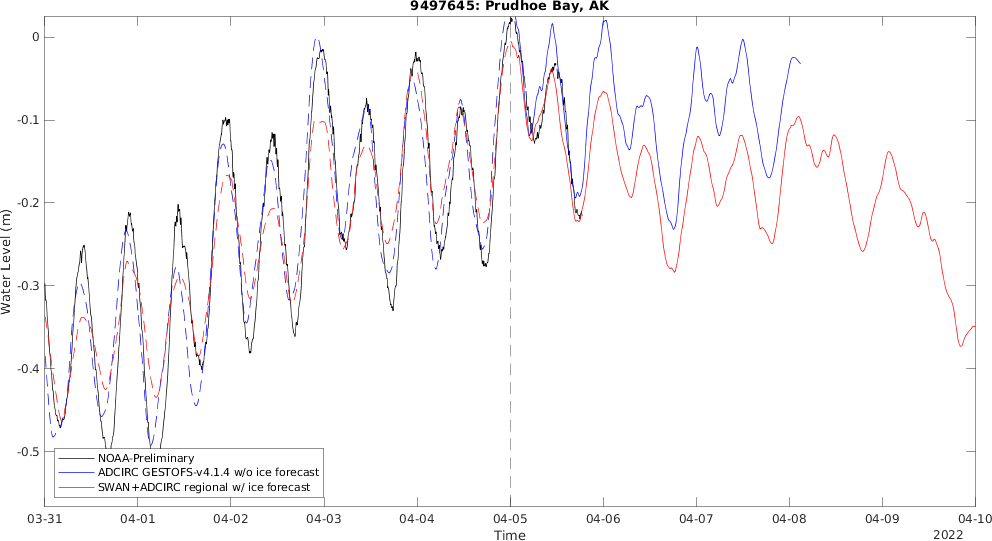 9497645: Prudhoe Bay, AK
Water Level (m)
0
-0.1
-0.2
-0.3
-0.4
-0.5
NOAA-Preliminary
ADCIRC GESTOFS-v4.1.4 w/o ice forecast
SWAN+ADCIRC regional w/ ice forecast
03-31 04-01 04-02 04-03 04-04 04-05 04-06 04-07 04-08 04-09 04-10
Time
2022